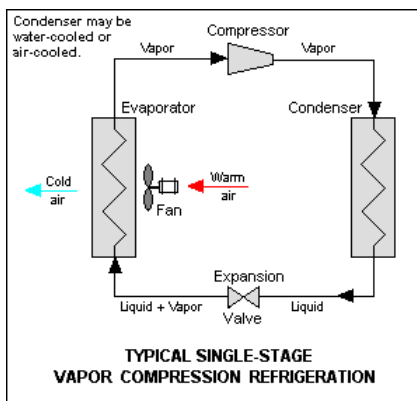 Condenser may be
water-cooled or
air-cooled.
Compressor
Vapor
Vapor
Evaporator
Condenser
Cold
air
Warm
air
Fan
Expansion
Valve
Liquid + Vapor
Liquid
TYPICAL SINGLE-STAGE
VAPOR COMPRESSION REFRIGERATION